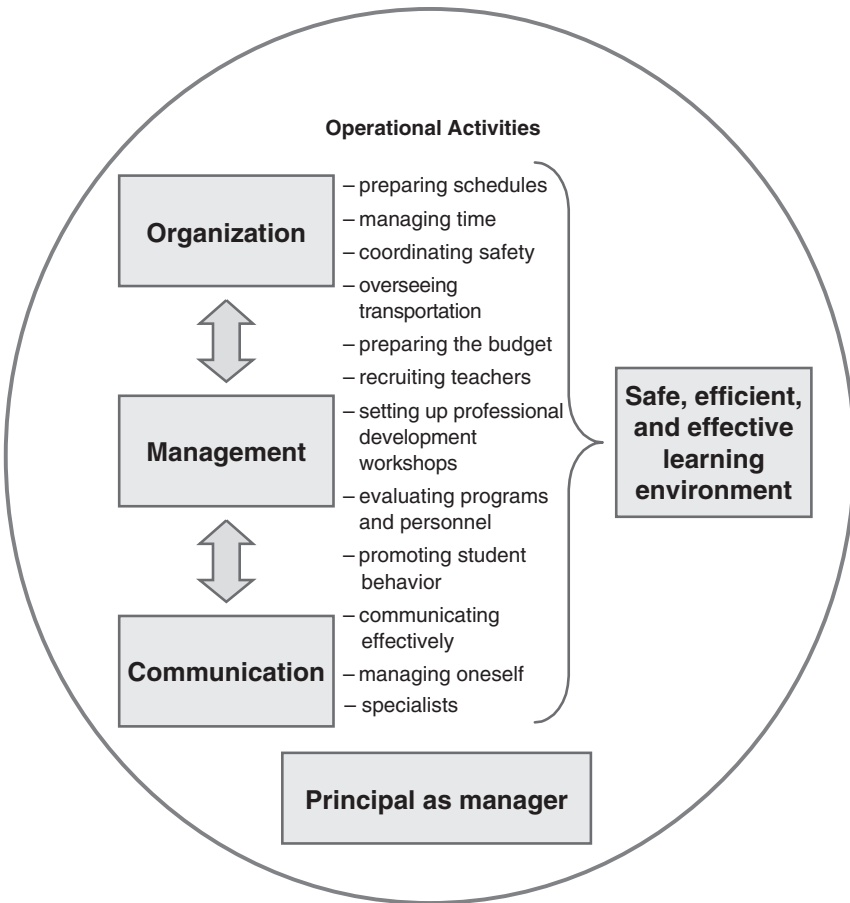 Operational Activities
Organization
– preparing schedules
– managing time
– coordinating safety
– overseeing
transportation
– preparing the budget
– recruiting teachers
Management
– setting up professional
development
workshops
– evaluating programs
and personnel
– promoting student
behavior
Communication
– communicating
effectively
– managing oneself
– specialists
Safe, efficient,
and effective
learning
environment
Principal as manager